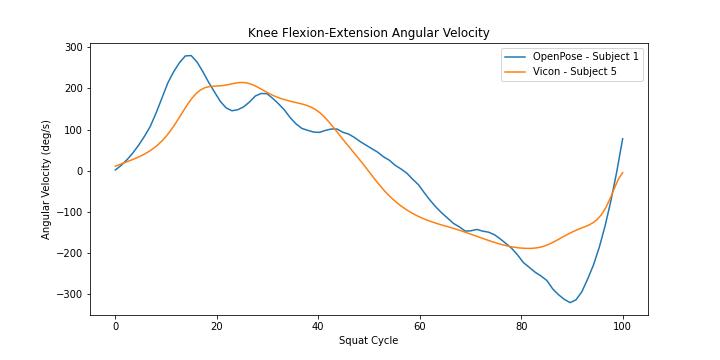 Knee Flexion-Extension Angular Velocity
OpenPose - Subject 1
Vicon - Subject 5
Angular Velocity (deg/s)
300
200
100
0
−100
−200
−300
0 20 40 60 80 100
Squat Cycle